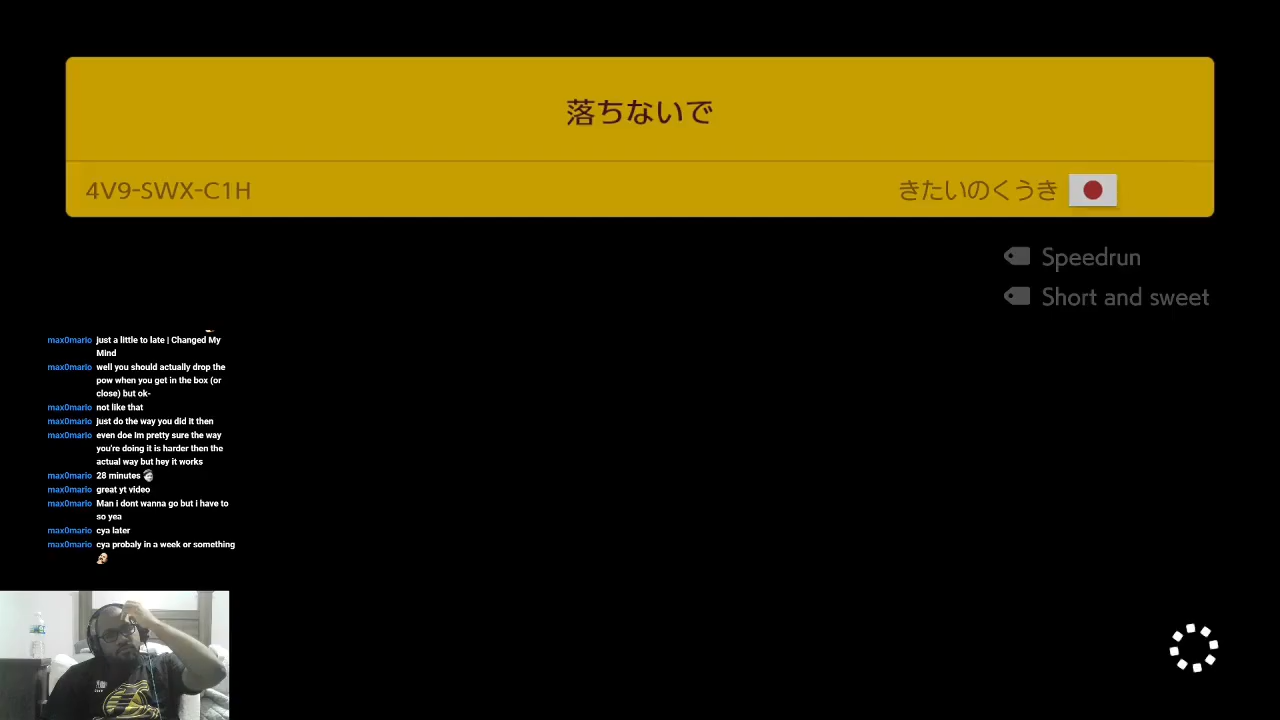 落ちないで
4V9-SWX-C1H
きたいのくうき
Speedrun
Short and sweet
max0mario just a little to late | Changed My
Mind
max0mario well you should actually drop the
pow when you get in the box (or
close) but ok-
max0mario not like that
max0mario just do the way you did it then
max0mario even doe Im pretty sure the way
you're doing it is harder then the
actual way but hey it works
max0mario 28 minutes
max0mario great yt video
max0mario Man i dont wanna go but i have to
so yea
max0mario cya later
max0mario cya probaly in a week or something